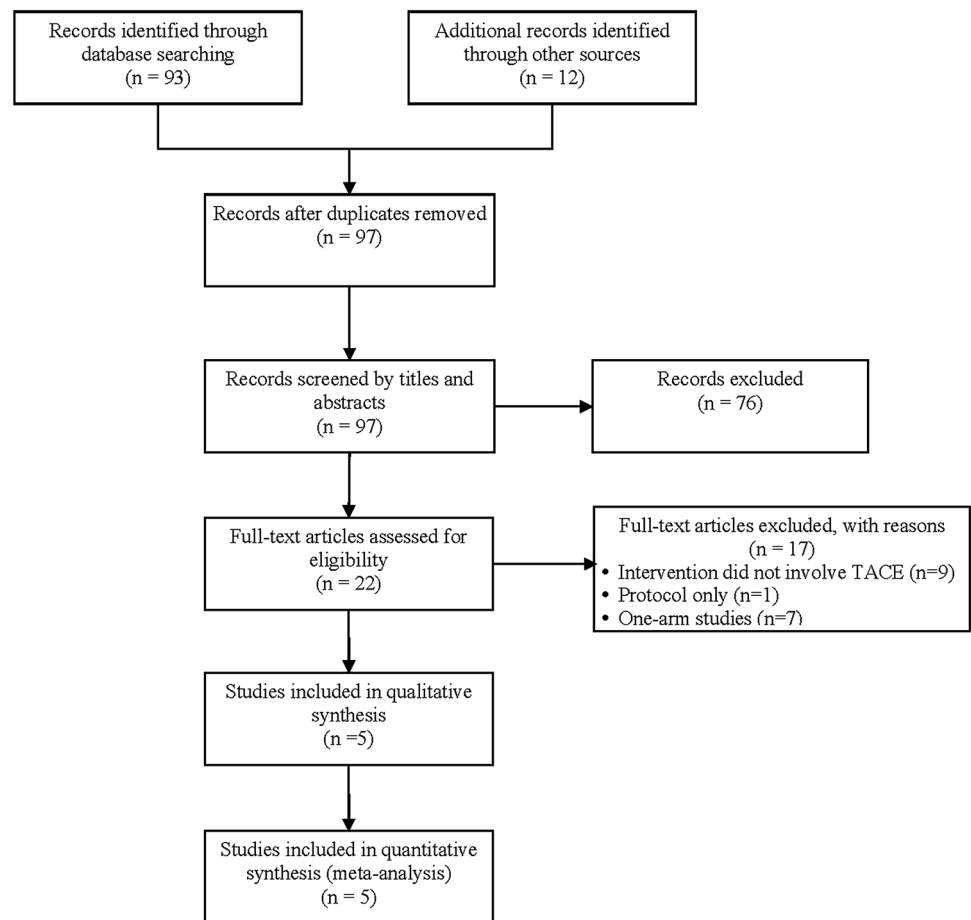 Records identified through
database searching
(n = 93)
Additional records identified
through other sources
(n = 12)
Records after duplicates removed
(n = 97)
Records screened by titles and
abstracts
(n = 97)
Records excluded
(n = 76)
Full-text articles assessed for
eligibility
(n = 22)
Full-text articles excluded, with reasons
(n = 17)
• Intervention did not involve TACE (n=9)
• Protocol only (n=1)
• One-arm studies (n=7)
Studies included in qualitative
synthesis
(n =5)
Studies included in quantitative
synthesis (meta-analysis)
(n = 5)